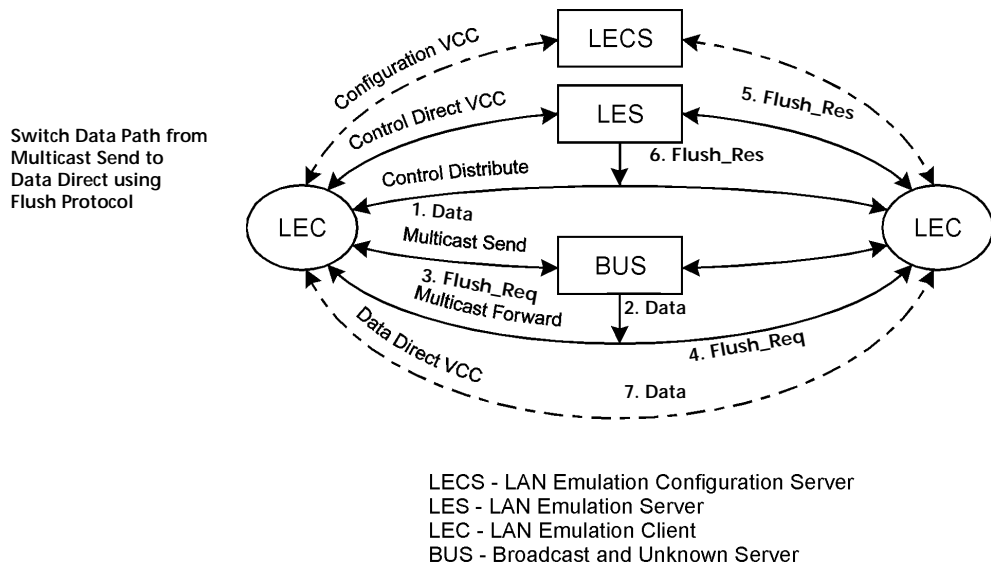 LECS
Configuration VCC
5. Flush_Res
Control Direct VCC
LES
Switch Data Path from
Multicast Send to
Data Direct using
Flush Protocol
6. Flush_Res
Control Distribute
1. Data
LEC
LEC
Multicast Send
BUS
3. Flush_Req
Multicast Forward
2. Data
4. Flush_Req
Data Direct VCC
7. Data
LECS - LAN Emulation Configuration Server
LES - LAN Emulation Server
LEC - LAN Emulation Client
BUS - Broadcast and Unknown Server